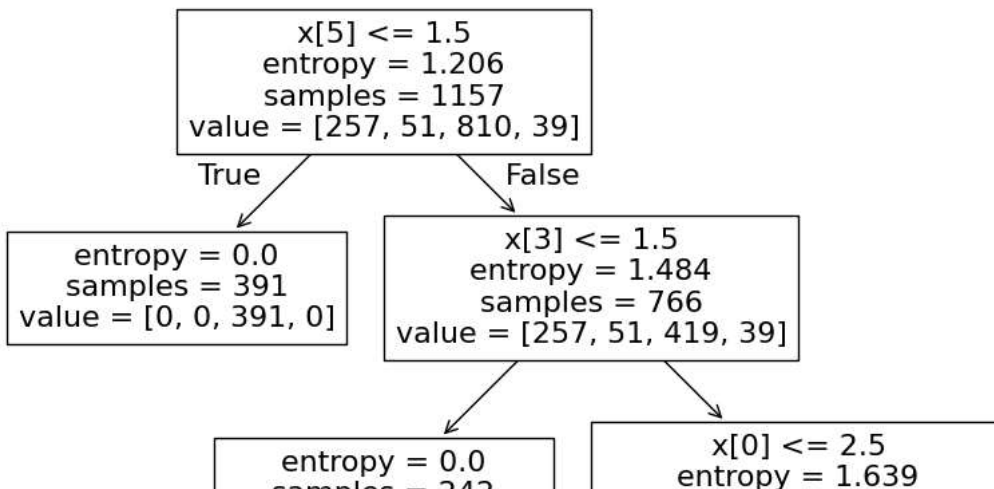 x[5] <= 1.5
entropy = 1.206
samples = 1157
value = [257, 51, 810, 39]
True
False
entropy = 0.0
samples = 391
value = [0, 0, 391, 0]
x[3] <= 1.5
entropy = 1.484
samples = 766
value = [257, 51, 419, 39]
entropy = 0.0
samples = 242
x[0] <= 2.5
entropy = 1.639